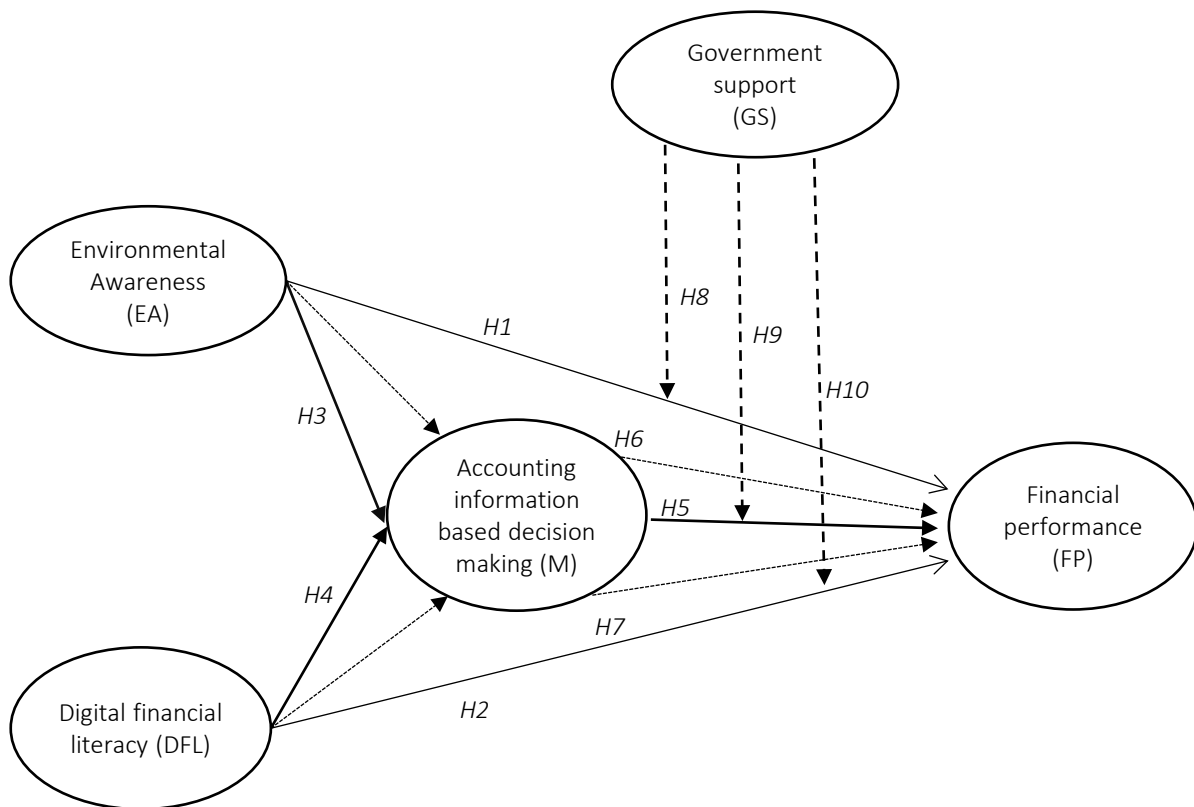 Government
support
(GS)
Environmental
Awareness
(EA)
H8
H1
H9
H10
H3
H6
Accounting
information
based decision
making (M)
H5
Financial
performance
(FP)
H4
H7
Digital financial
literacy (DFL)
H2